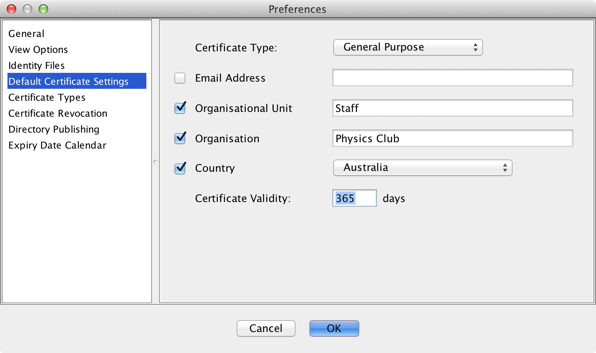 Preferences
General
View Options
Identity Files
Default Certificate Settings
Certificate Types
Certificate Revocation
Directory Publishing
Expiry Date Calendar
Certificate Type: General Purpose
Email Address
Organisational Unit Staff
Organisation Physics Club
Country Australia
Certificate Validity: 365 days
Cancel OK